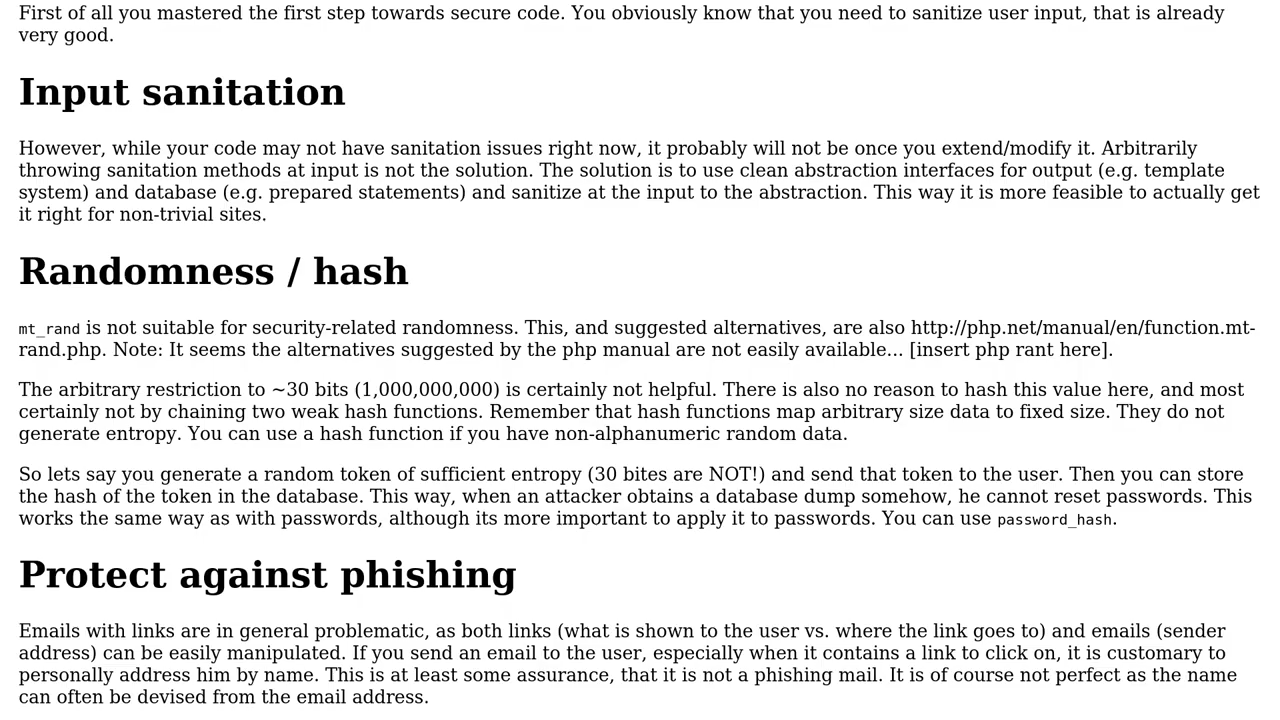 First of all you mastered the first step towards secure code. You obviously know that you need to sanitize user input, that is already
very good.
Input sanitation
However, while your code may not have sanitation issues right now, it probably will not be once you extend/modify it. Arbitrarily
throwing sanitation methods at input is not the solution. The solution is to use clean abstraction interfaces for output (e.g. template
system) and database (e.g. prepared statements) and sanitize at the input to the abstraction. This way it is more feasible to actually get
it right for non-trivial sites.
Randomness / hash
mt_rand is not suitable for security-related randomness. This, and suggested alternatives, are also http://php.net/manual/en/function.mt-
rand.php. Note: It seems the alternatives suggested by the php manual are not easily available... [insert php rant here].
The arbitrary restriction to ~30 bits (1,000,000,000) is certainly not helpful. There is also no reason to hash this value here, and most
certainly not by chaining two weak hash functions. Remember that hash functions map arbitrary size data to fixed size. They do not
generate entropy. You can use a hash function if you have non-alphanumeric random data.
So lets say you generate a random token of sufficient entropy (30 bites are NOT!) and send that token to the user. Then you can store
the hash of the token in the database. This way, when an attacker obtains a database dump somehow, he cannot reset passwords. This
works the same way as with passwords, although its more important to apply it to passwords. You can use password_hash.
Protect against phishing
Emails with links are in general problematic, as both links (what is shown to the user vs. where the link goes to) and emails (sender
address) can be easily manipulated. If you send an email to the user, especially when it contains a link to click on, it is customary to
personally address him by name. This is at least some assurance, that it is not a phishing mail. It is of course not perfect as the name
can often be devised from the email address.